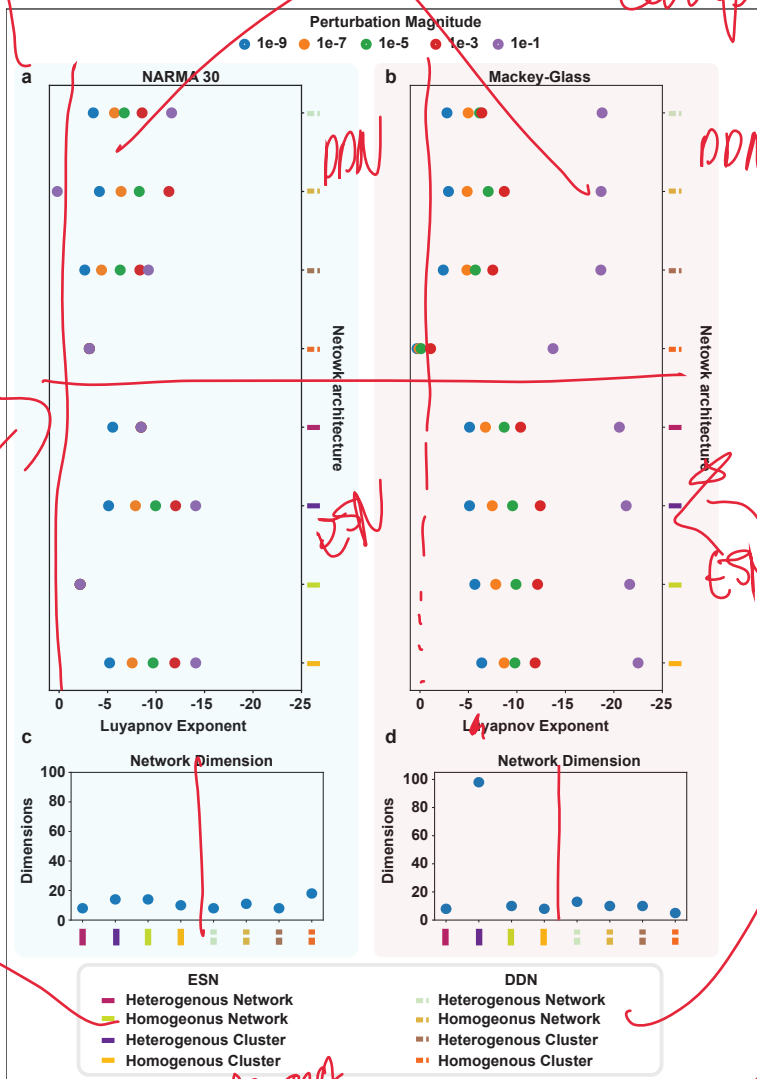 Perturbation Magnitude
1e-9 1e-7 1e-5 1e-3 1e-1
a NARMA 30
b Mackey-Glass
DDN
DDN
Netowk architecture
Netowk architecture
ESN
ESN
0 -5 -10 -15 -20 -25
0 -5 -10 -15 -20 -25
Luyapnov Exponent
Luyapnov Exponent
c
d
Network Dimension
Network Dimension
Dimensions
100
80
60
40
20
0
Dimensions
100
80
60
40
20
0
ESN
Heterogenous Network
Homogeonus Network
Heterogenous Cluster
Homogenous Cluster
DDN
Heterogenous Network
Homogeonus Network
Heterogenous Cluster
Homogenous Cluster